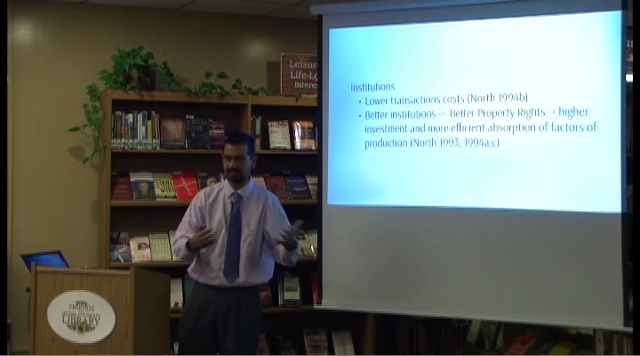 Leisure
Life-Lo
Interes
Institutions
• Lower transactions costs (North 1994b)
• Better institutions → Better Property Rights → higher
investment and more efficient absorption of factors of
production (North 1993, 1994a,c)
FRIENDS
LIBRARY